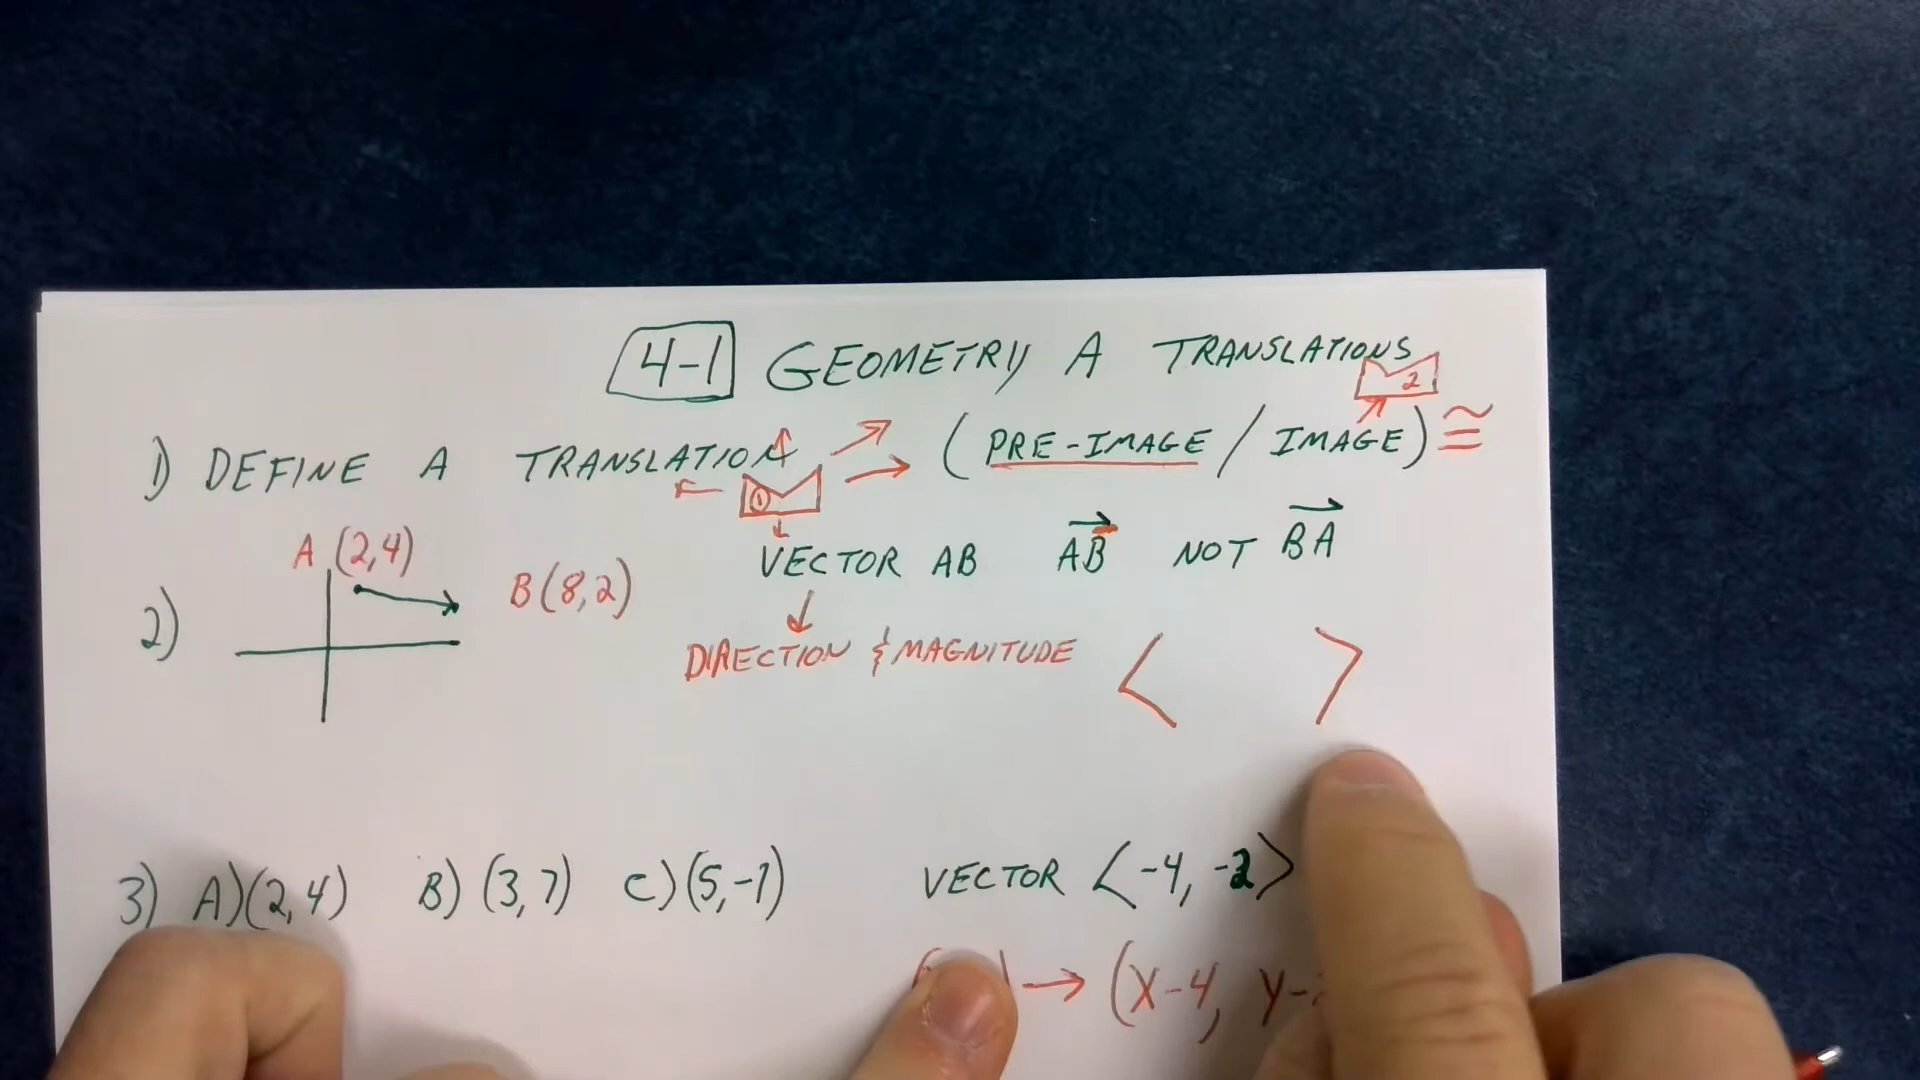 4-1 GEOMETRY A TRANSLATIONS
2
1) DEFINE A TRANSLATION (PRE-IMAGE / IMAGE) ≅
1
A (2,4) B(8,2) VECTOR AB AB NOT BA
2)
DIRECTION & MAGNITUDE < >
3) A)(2,4) B) (3,7) C)(5,-1) VECTOR <-4, -2>
→ (X-4, Y-